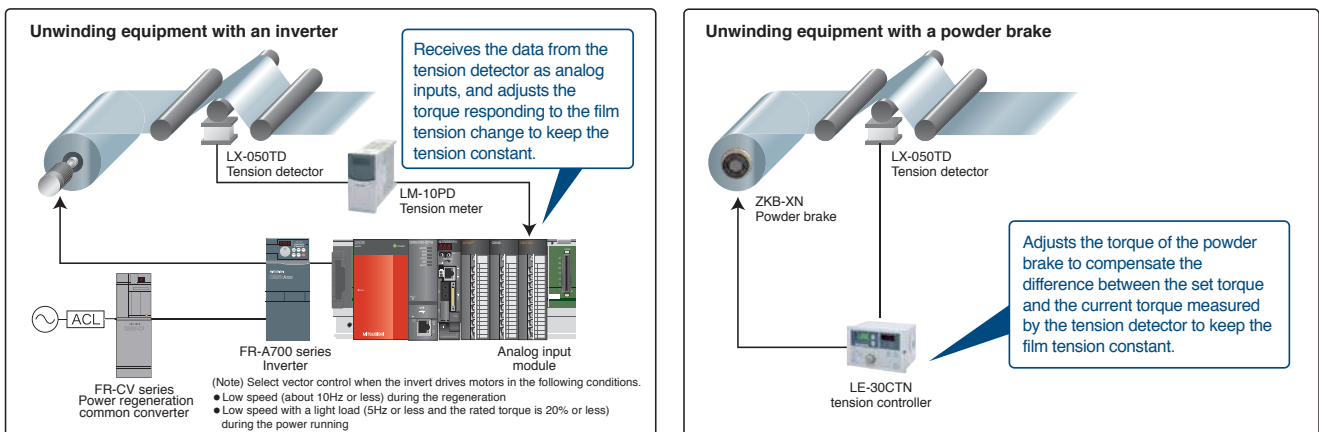 Unwinding equipment with an inverter
Receives the data from the
tension detector as analog
inputs, and adjusts the
torque responding to the film
tension change to keep the
tension constant.
LX-050TD
Tension detector
LM-10PD
Tension meter
ACL
FR-A700 series
Inverter
Analog input
module
FR-CV series
Power regeneration
common converter
(Note) Select vector control when the invert drives motors in the following conditions.
● Low speed (about 10Hz or less) during the regeneration
● Low speed with a light load (5Hz or less and the rated torque is 20% or less)
during the power running
Unwinding equipment with a powder brake
LX-050TD
Tension detector
ZKB-XN
Powder brake
Adjusts the torque of the powder
brake to compensate the
difference between the set torque
and the current torque measured
by the tension detector to keep the
film tension constant.
LE-30CTN
tension controller